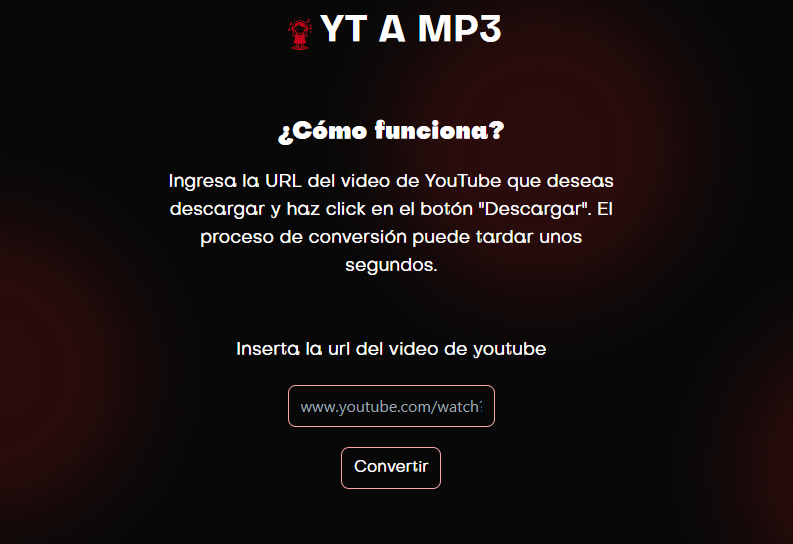 YT A MP3
¿Cómo funciona?
Ingresa la URL del video de YouTube que deseas
descargar y haz click en el botón "Descargar". El
proceso de conversión puede tardar unos
segundos.
Inserta la url del video de youtube
www.youtube.com/watch?
Convertir